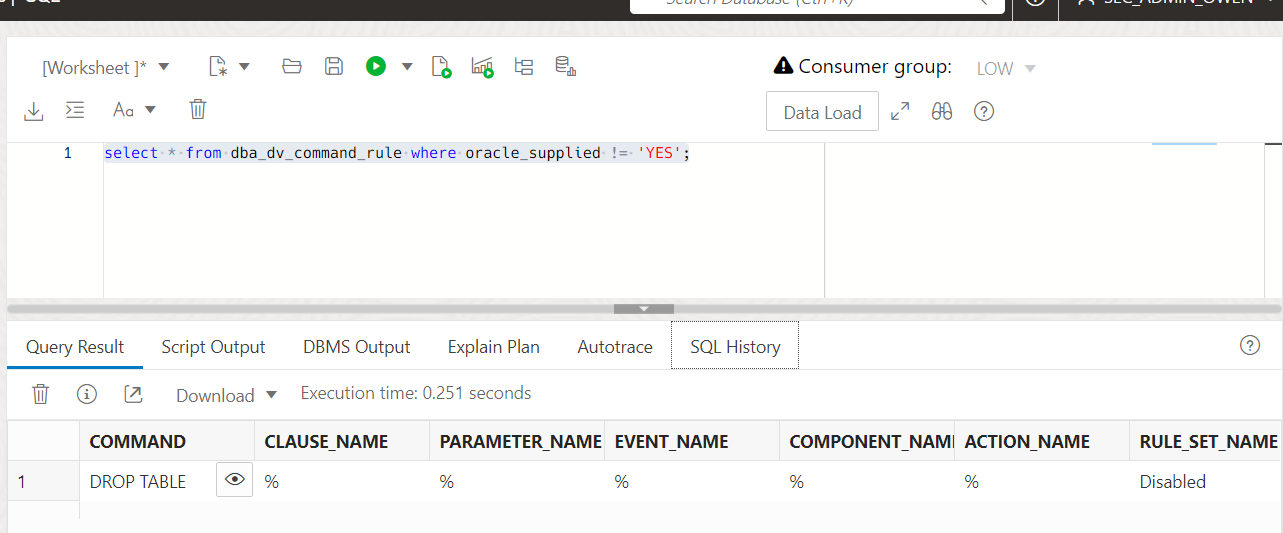 SQL
Search Database (Ctrl+K)
SEC_ADMIN_OWEN
[Worksheet ]*
Consumer group: LOW
Aa
Data Load
1 select * from dba_dv_command_rule where oracle_supplied != 'YES';
Query Result Script Output DBMS Output Explain Plan Autotrace SQL History
Download Execution time: 0.251 seconds
COMMAND CLAUSE_NAME PARAMETER_NAME EVENT_NAME COMPONENT_NAM ACTION_NAME RULE_SET_NAME
1 DROP TABLE % % % % % Disabled